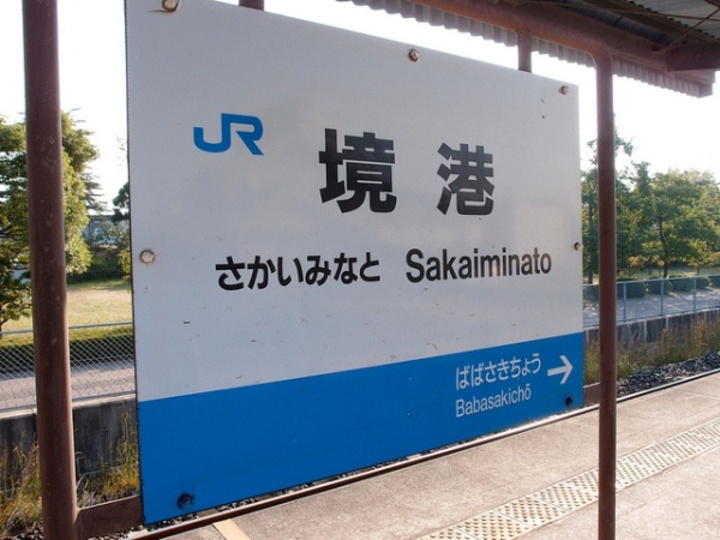 JR
境港
さかいみなと Sakaiminato
ばばさきちょう →
Babasakichō